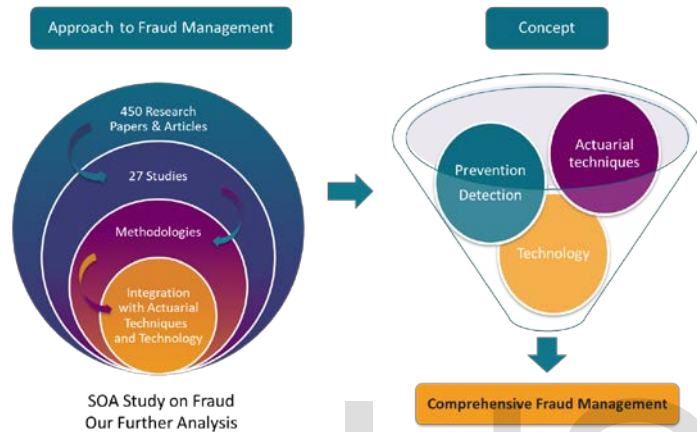 Approach to Fraud Management
Concept
450 Research
Papers & Articles
27 Studies
Methodologies
Integration
with Actuarial
Techniques
and Technology
SOA Study on Fraud
Our Further Analysis
Prevention
Detection
Actuarial
techniques
Technology
Comprehensive Fraud Management